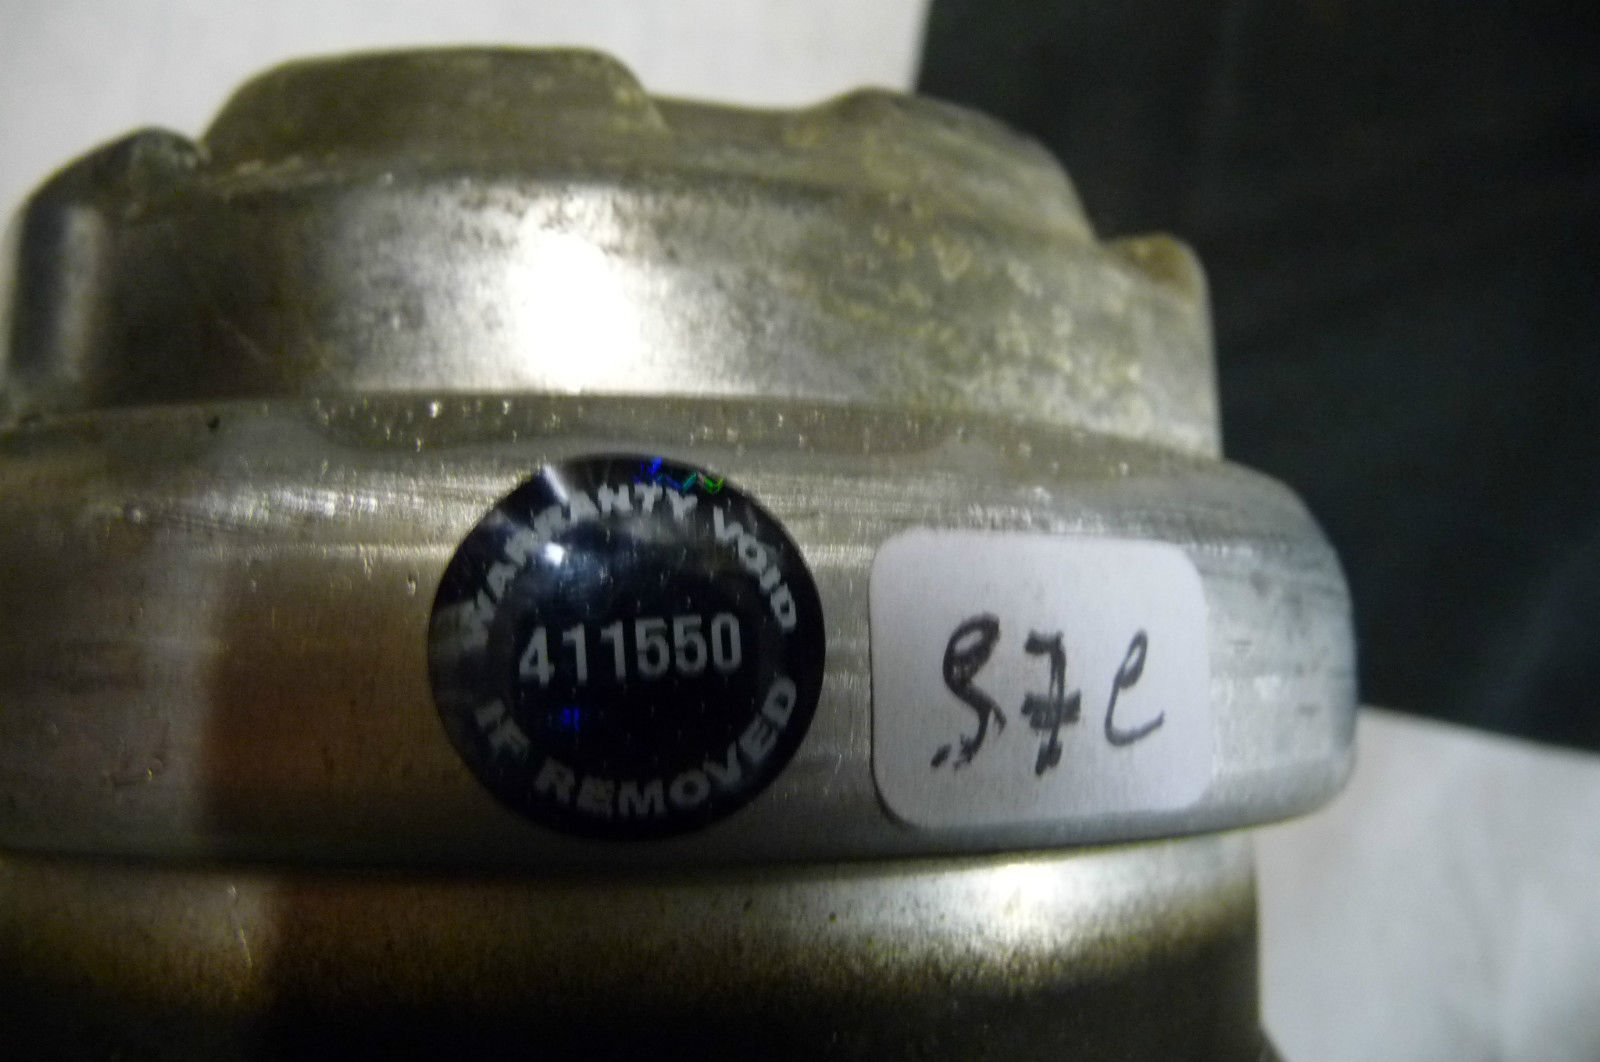 WARRANTY VOID
411550
IF REMOVED